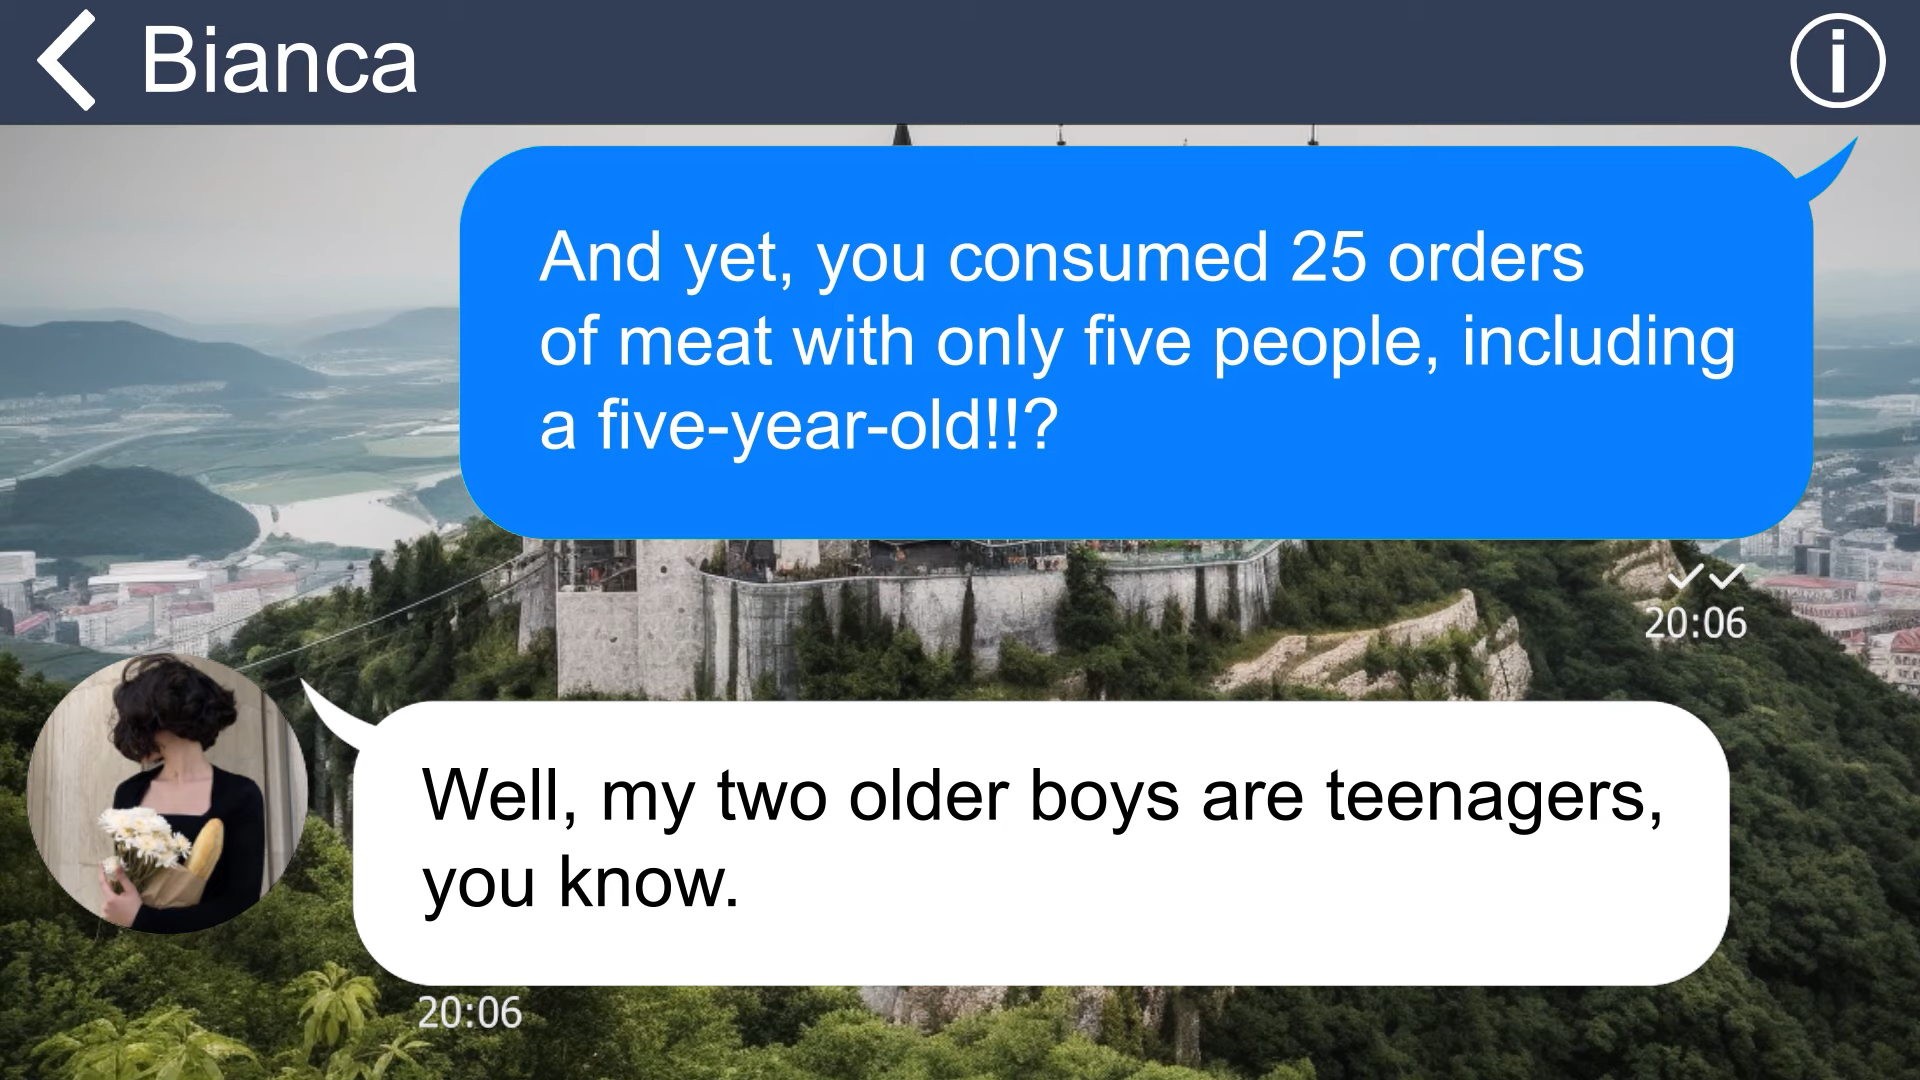 Bianca
And yet, you consumed 25 orders
of meat with only five people, including
a five-year-old!!?
20:06
Well, my two older boys are teenagers,
you know.
20:06